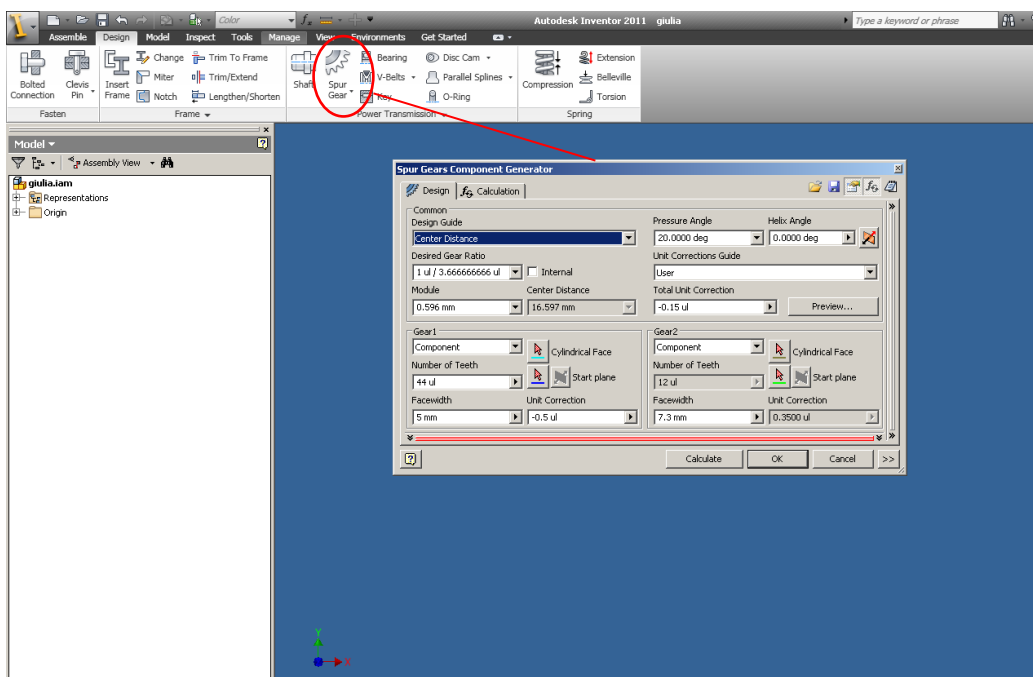 Color
Autodesk Inventor 2011 giulia
Type a keyword or phrase
Assemble Design Model Inspect Tools Manage View Environments Get Started
Bolted Connection
Clevis Pin
Insert Frame
Change
Miter
Notch
Trim To Frame
Trim/Extend
Lengthen/Shorten
Shaft
Spur Gear
Bearing
V-Belts
Key
Disc Cam
Parallel Splines
O-Ring
Compression
Extension
Belleville
Torsion
Fasten
Frame
Power Transmission
Spring
Model
Assembly View
giulia.iam
Representations
Origin
Spur Gears Component Generator
Design
Calculation
Common
Design Guide
Center Distance
Pressure Angle
20.0000 deg
Helix Angle
0.0000 deg
Desired Gear Ratio
1 ul / 3.666666666 ul
Internal
Unit Corrections Guide
User
Module
0.596 mm
Center Distance
16.597 mm
Total Unit Correction
-0.15 ul
Preview...
Gear1
Component
Cylindrical Face
Number of Teeth
44 ul
Start plane
Facewidth
5 mm
Unit Correction
-0.5 ul
Gear2
Component
Cylindrical Face
Number of Teeth
12 ul
Start plane
Facewidth
7.3 mm
Unit Correction
0.3500 ul
Calculate
OK
Cancel
>>
Y
X